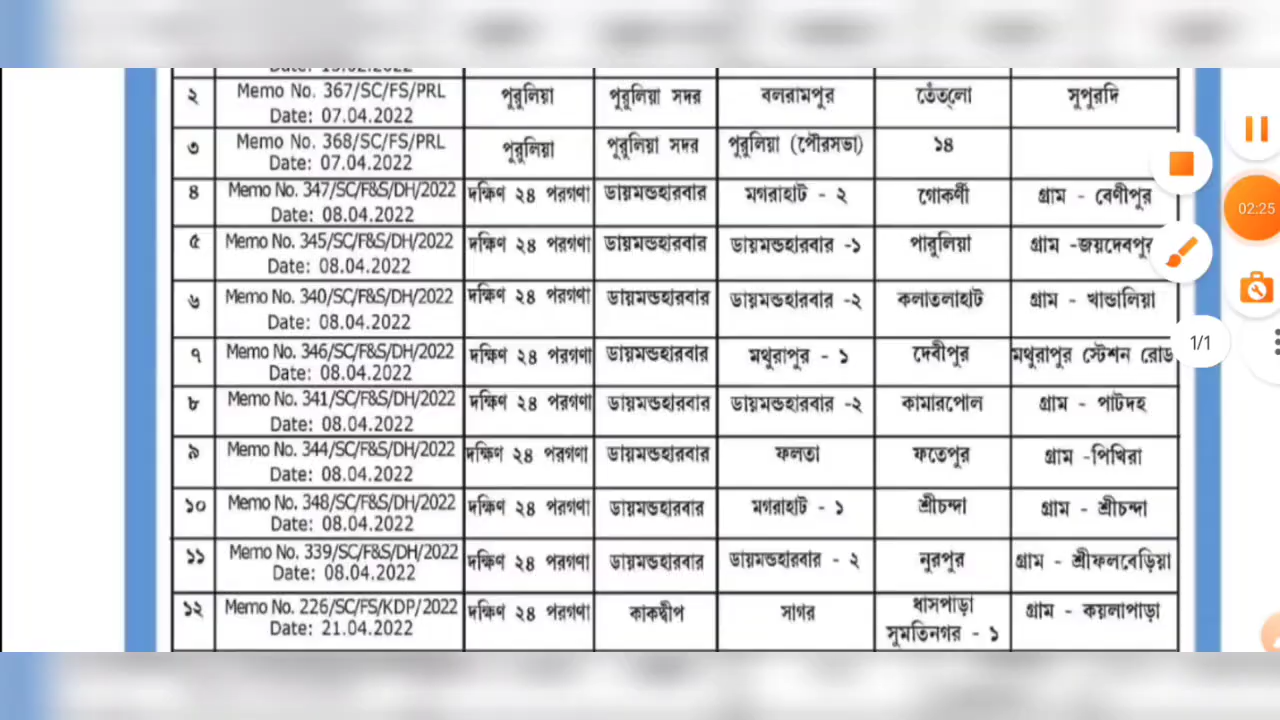 ২ Memo No. 367/SC/FS/PRL Date: 07.04.2022 পুরুলিয়া পুরুলিয়া সদর বলরামপুর তেঁতলো সুপুরদি
৩ Memo No. 368/SC/FS/PRL Date: 07.04.2022 পুরুলিয়া পুরুলিয়া সদর পুরুলিয়া (পৌরসভা) ১৪
৪ Memo No. 347/SC/F&S/DH/2022 Date: 08.04.2022 দক্ষিণ ২৪ পরগণা ডায়মন্ডহারবার মগরাহাট - ২ গোকর্ণী গ্রাম - বেণীপুর
৫ Memo No. 345/SC/F&S/DH/2022 Date: 08.04.2022 দক্ষিণ ২৪ পরগণা ডায়মন্ডহারবার ডায়মন্ডহারবার -১ পারুলিয়া গ্রাম -জয়দেবপুর
৬ Memo No. 340/SC/F&S/DH/2022 Date: 08.04.2022 দক্ষিণ ২৪ পরগণা ডায়মন্ডহারবার ডায়মন্ডহারবার -২ কলাতলাহাট গ্রাম - খান্ডালিয়া
৭ Memo No. 346/SC/F&S/DH/2022 Date: 08.04.2022 দক্ষিণ ২৪ পরগণা ডায়মন্ডহারবার মথুরাপুর - ১ দেবীপুর মথুরাপুর স্টেশন রোড
৮ Memo No. 341/SC/F&S/DH/2022 Date: 08.04.2022 দক্ষিণ ২৪ পরগণা ডায়মন্ডহারবার ডায়মন্ডহারবার -২ কামারপোল গ্রাম - পাটদহ
৯ Memo No. 344/SC/F&S/DH/2022 Date: 08.04.2022 দক্ষিণ ২৪ পরগণা ডায়মন্ডহারবার ফলতা ফতেপুর গ্রাম -পিখিরা
১০ Memo No. 348/SC/F&S/DH/2022 Date: 08.04.2022 দক্ষিণ ২৪ পরগণা ডায়মন্ডহারবার মগরাহাট - ১ শ্রীচন্দা গ্রাম - শ্রীচন্দা
১১ Memo No. 339/SC/F&S/DH/2022 Date: 08.04.2022 দক্ষিণ ২৪ পরগণা ডায়মন্ডহারবার ডায়মন্ডহারবার - ২ নুরপুর গ্রাম - শ্রীফলবেড়িয়া
১২ Memo No. 226/SC/FS/KDP/2022 Date: 21.04.2022 দক্ষিণ ২৪ পরগণা কাকদ্বীপ সাগর ধাসপাড়া সুমতিনগর - ১ গ্রাম - কয়লাপাড়া
02:25
1/1